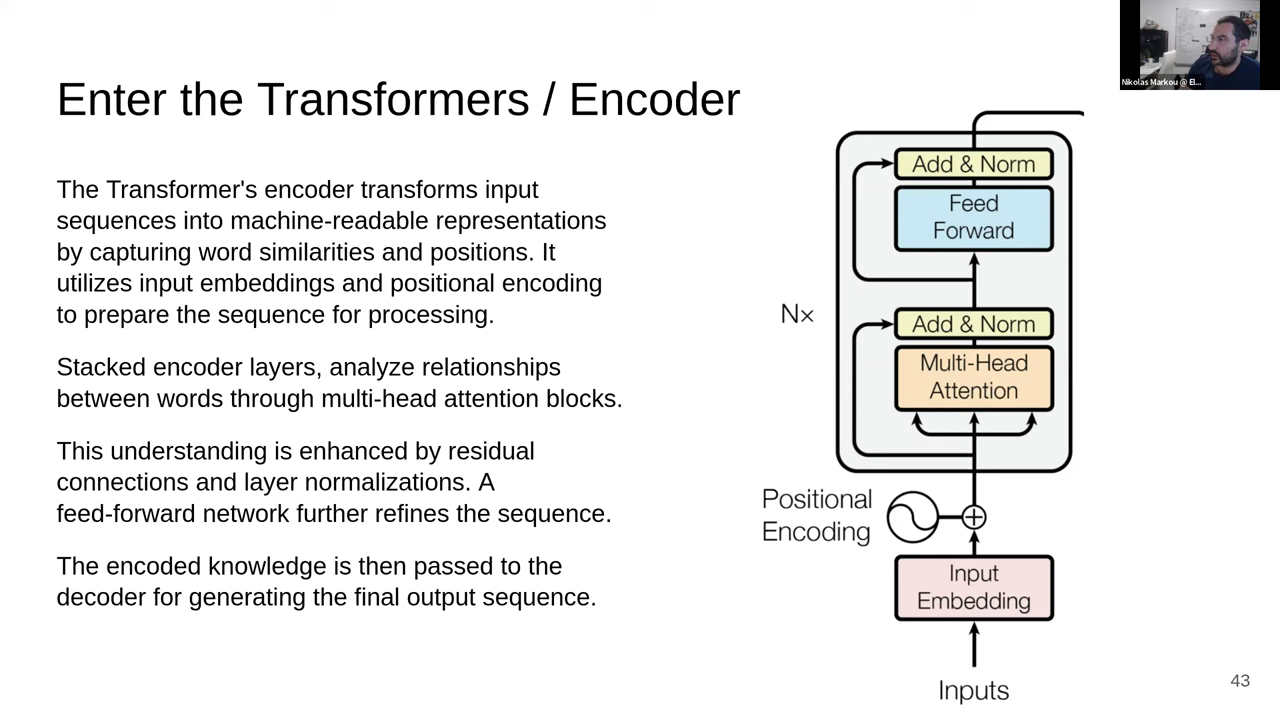 Nikolas Markou @ El...
Enter the Transformers / Encoder
The Transformer's encoder transforms input
sequences into machine-readable representations
by capturing word similarities and positions. It
utilizes input embeddings and positional encoding
to prepare the sequence for processing.
Stacked encoder layers, analyze relationships
between words through multi-head attention blocks.
This understanding is enhanced by residual
connections and layer normalizations. A
feed-forward network further refines the sequence.
The encoded knowledge is then passed to the
decoder for generating the final output sequence.
Add & Norm
Feed
Forward
N×
Add & Norm
Multi-Head
Attention
Positional
Encoding
Input
Embedding
Inputs
43